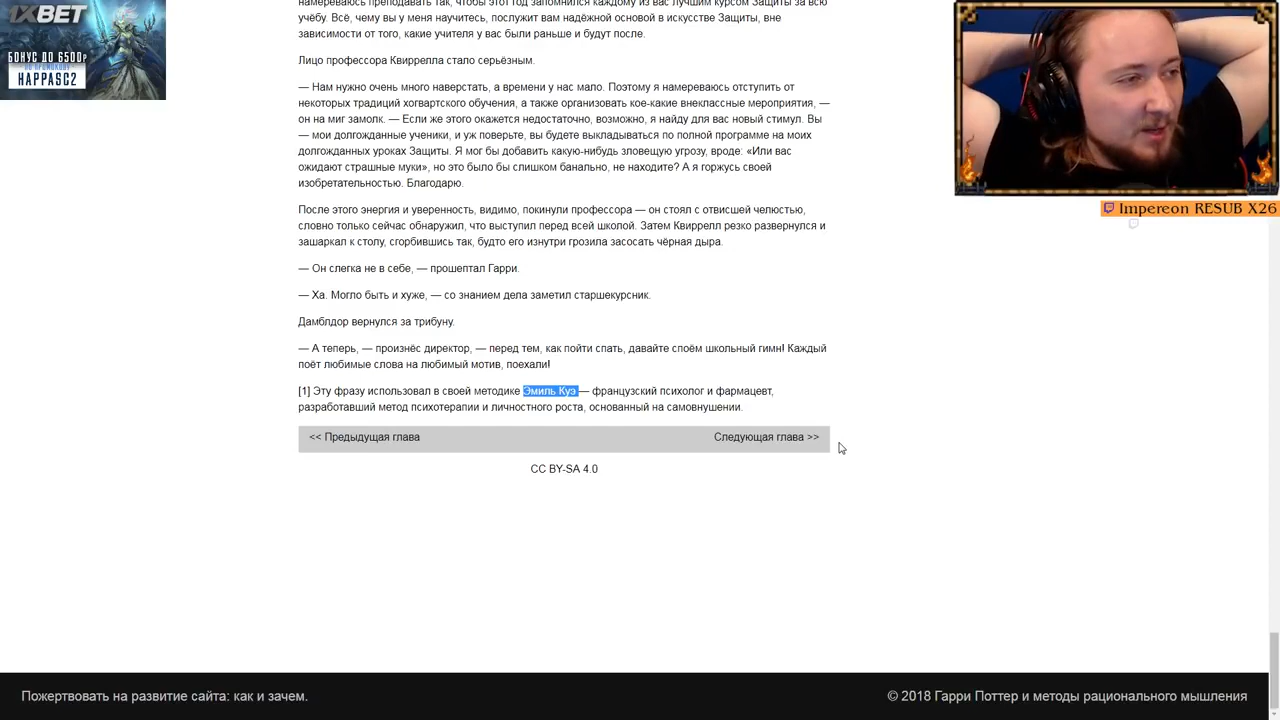 1XBET
БОНУС ДО 6500₽
ПО ПРОМОКОДУ
HAPPASC2
намереваюсь преподавать так, чтобы этот год запомнился каждому из вас лучшим курсом Защиты за всю
учёбу. Всё, чему вы у меня научитесь, послужит вам надёжной основой в искусстве Защиты, вне
зависимости от того, какие учителя у вас были раньше и будут после.
Лицо профессора Квиррелла стало серьёзным.
— Нам нужно очень много наверстать, а времени у нас мало. Поэтому я намереваюсь отступить от
некоторых традиций хогвартского обучения, а также организовать кое-какие внеклассные мероприятия, —
он на миг замолк. — Если же этого окажется недостаточно, возможно, я найду для вас новый стимул. Вы
— мои долгожданные ученики, и уж поверьте, вы будете выкладываться по полной программе на моих
долгожданных уроках Защиты. Я мог бы добавить какую-нибудь зловещую угрозу, вроде: «Или вас
ожидают страшные муки», но это было бы слишком банально, не находите? А я горжусь своей
изобретательностью. Благодарю.
После этого энергия и уверенность, видимо, покинули профессора — он стоял с отвисшей челюстью,
словно только сейчас обнаружил, что выступил перед всей школой. Затем Квиррелл резко развернулся и
зашаркал к столу, сгорбившись так, будто его изнутри грозила засосать чёрная дыра.
— Он слегка не в себе, — прошептал Гарри.
— Ха. Могло быть и хуже, — со знанием дела заметил старшекурсник.
Дамблдор вернулся за трибуну.
— А теперь, — произнёс директор, — перед тем, как пойти спать, давайте споём школьный гимн! Каждый
поёт любимые слова на любимый мотив, поехали!
[1] Эту фразу использовал в своей методике Эмиль Куэ — французский психолог и фармацевт,
разработавший метод психотерапии и личностного роста, основанный на самовнушении.
<< Предыдущая глава
Следующая глава >>
CC BY-SA 4.0
Impereon RESUB X26
Пожертвовать на развитие сайта: как и зачем.
© 2018 Гарри Поттер и методы рационального мышления